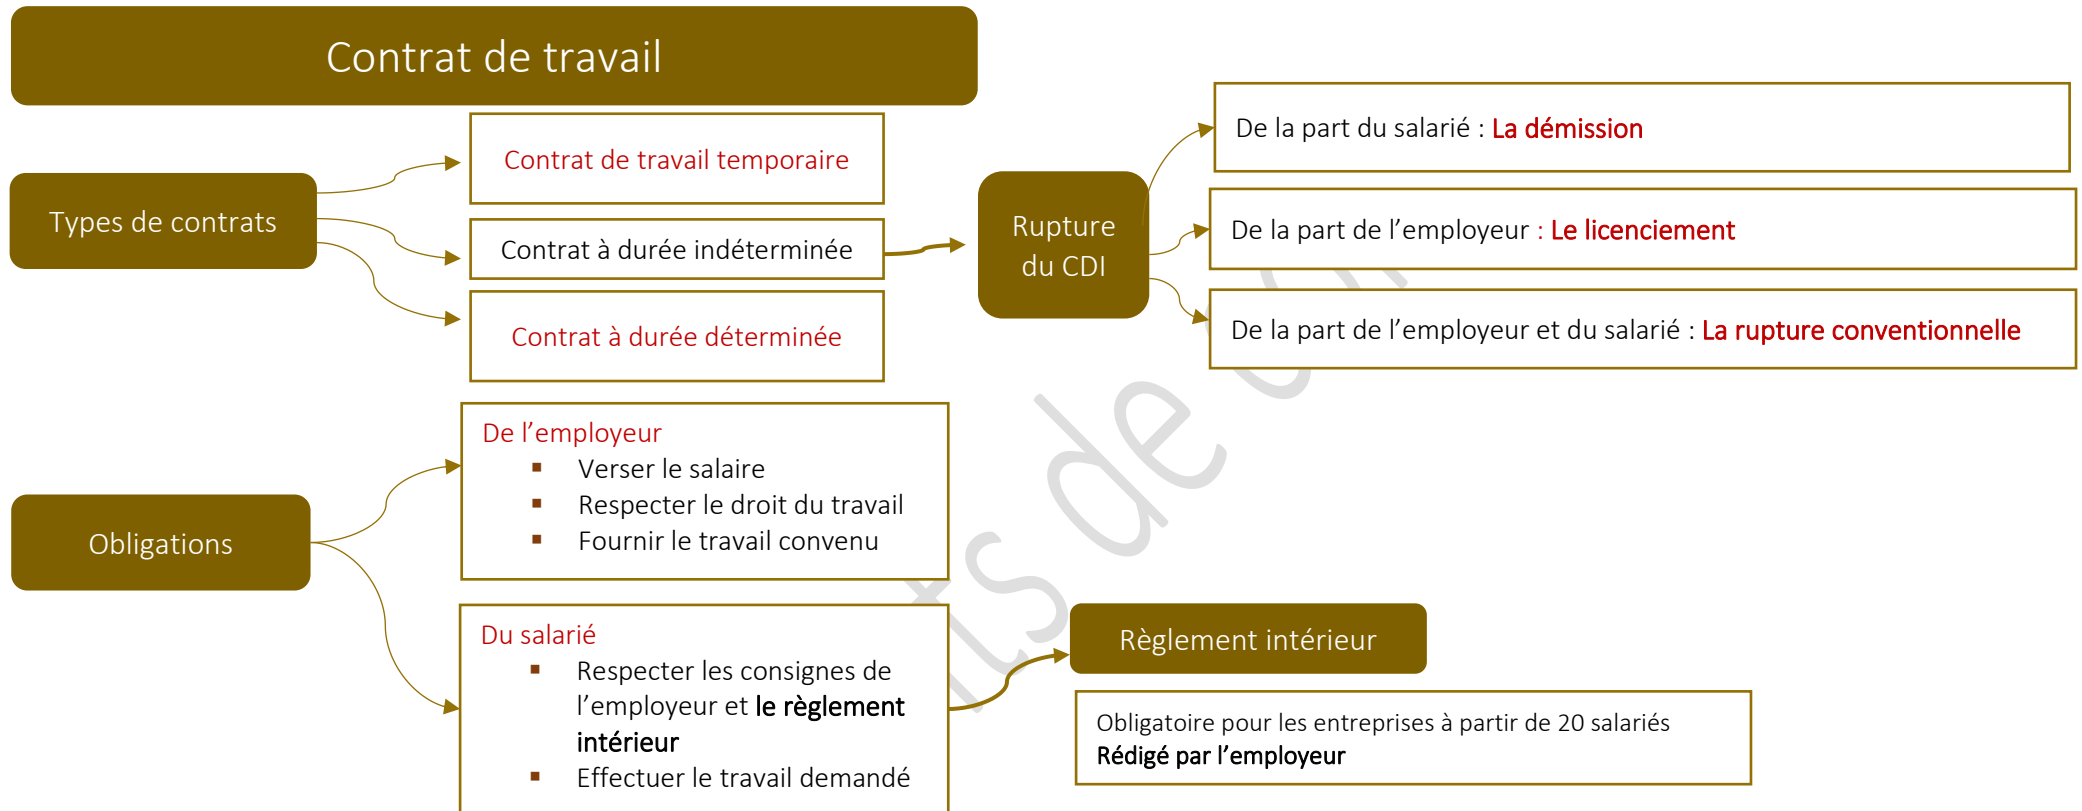 Contrat de travail
Types de contrats
Contrat de travail temporaire
Contrat à durée indéterminée
Contrat à durée déterminée
Rupture
du CDI
De la part du salarié : La démission
De la part de l’employeur : Le licenciement
De la part de l’employeur et du salarié : La rupture conventionnelle
Obligations
De l’employeur
▪ Verser le salaire
▪ Respecter le droit du travail
▪ Fournir le travail convenu
Du salarié
▪ Respecter les consignes de
l’employeur et le règlement
intérieur
▪ Effectuer le travail demandé
Règlement intérieur
Obligatoire pour les entreprises à partir de 20 salariés
Rédigé par l’employeur
de